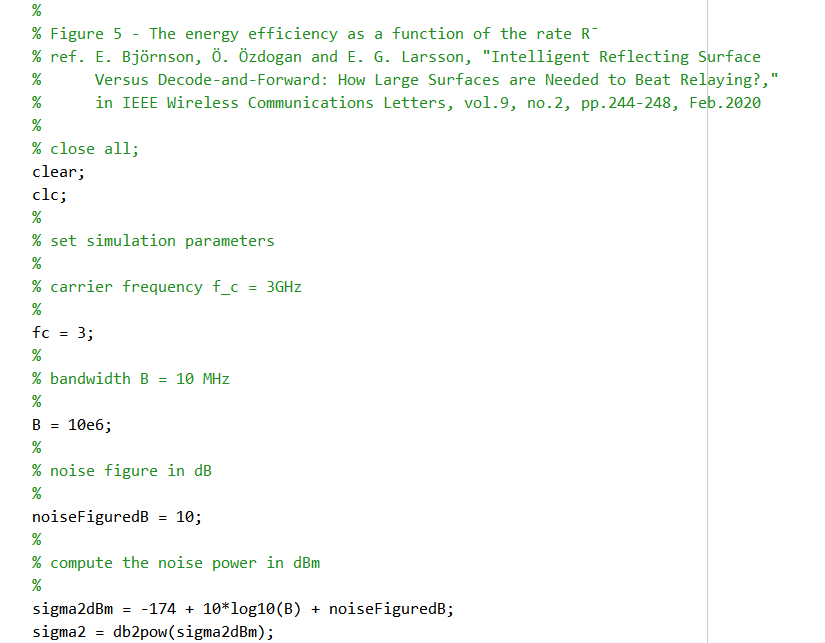 %
% Figure 5 - The energy efficiency as a function of the rate R¯
% ref. E. Björnson, Ö. Özdogan and E. G. Larsson, "Intelligent Reflecting Surface
% Versus Decode-and-Forward: How Large Surfaces are Needed to Beat Relaying?,"
% in IEEE Wireless Communications Letters, vol.9, no.2, pp.244-248, Feb.2020
%
% close all;
clear;
clc;
%
% set simulation parameters
%
% carrier frequency f_c = 3GHz
%
fc = 3;
%
% bandwidth B = 10 MHz
%
B = 10e6;
%
% noise figure in dB
%
noiseFiguredB = 10;
%
% compute the noise power in dBm
%
sigma2dBm = -174 + 10*log10(B) + noiseFiguredB;
sigma2 = db2pow(sigma2dBm);